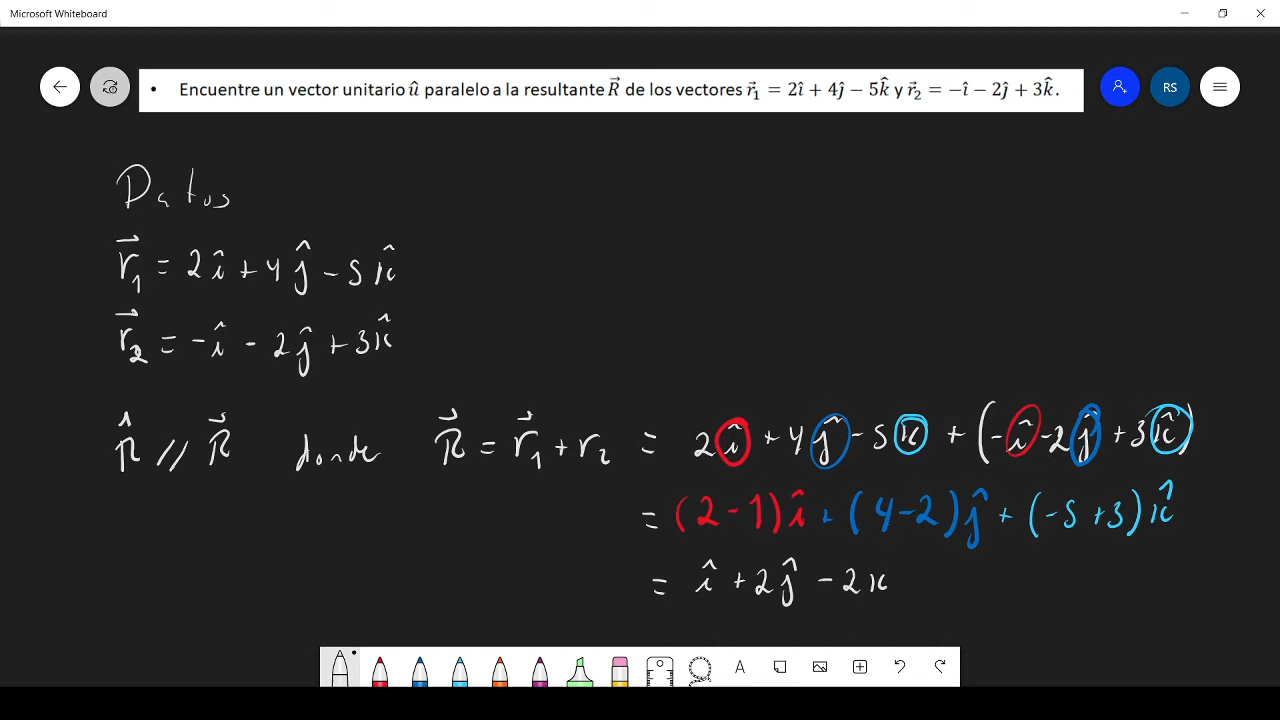 Microsoft Whiteboard
RS
• Encuentre un vector unitario û paralelo a la resultante R⃗ de los vectores r⃗₁ = 2î + 4ĵ − 5k̂ y r⃗₂ = −î − 2ĵ + 3k̂.
Datos
r⃗₁ = 2î + 4ĵ − 5k̂
r⃗₂ = −î − 2ĵ + 3k̂
R̂ // R⃗ donde R⃗ = r⃗₁ + r₂ = 2î + 4ĵ − 5k̂ + (−î − 2ĵ + 3k̂)
= (2 − 1)î + (4 − 2)ĵ + (−5 + 3)k̂
= î + 2ĵ − 2k
A